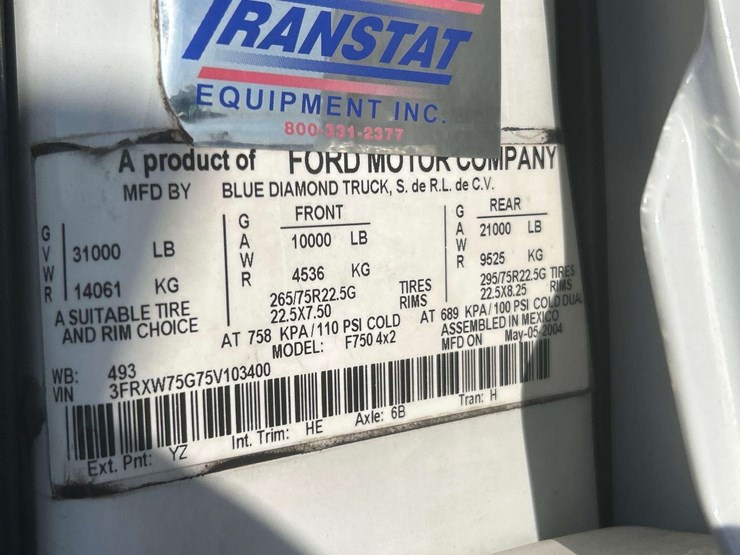 TRANSTAT
EQUIPMENT INC.
800-331-2377
A product of FORD MOTOR COMPANY
MFD BY BLUE DIAMOND TRUCK, S. de R.L. de C.V.
GVWR 31000 LB 14061 KG
A SUITABLE TIRE
AND RIM CHOICE
FRONT
GAWR 10000 LB 4536 KG
265/75R22.5G TIRES
22.5X7.50 RIMS
AT 758 KPA/110 PSI COLD
REAR
GAWR 21000 LB 9525 KG
295/75R22.5G TIRES
22.5X8.25 RIMS
AT 689 KPA/100 PSI COLD DUAL
MODEL: F750 4x2
ASSEMBLED IN MEXICO
MFD ON May-05-2004
WB: 493
VIN 3FRXW75G75V103400
Ext. Pnt: YZ Int. Trim: HE Axle: 6B Tran: H